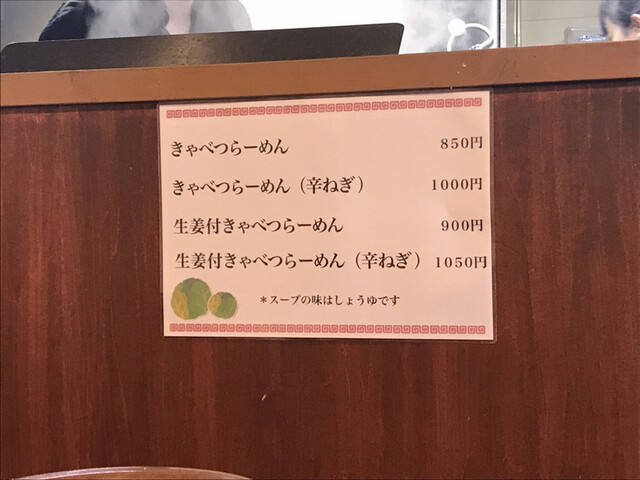 きゃべつらーめん 850円
きゃべつらーめん（辛ねぎ） 1000円
生姜付きゃべつらーめん 900円
生姜付きゃべつらーめん（辛ねぎ） 1050円
＊スープの味はしょうゆです